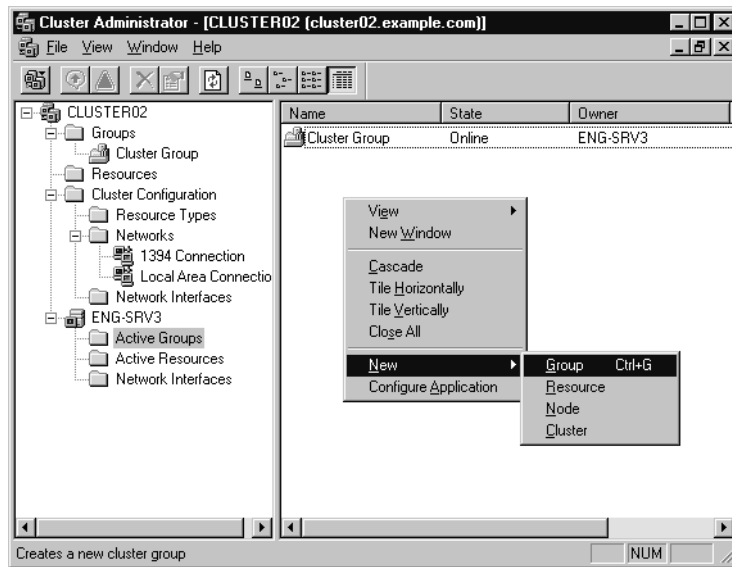 Cluster Administrator - [CLUSTER02 (cluster02.example.com)]
File View Window Help
CLUSTER02
Groups
Cluster Group
Resources
Cluster Configuration
Resource Types
Networks
1394 Connection
Local Area Connectio
Network Interfaces
ENG-SRV3
Active Groups
Active Resources
Network Interfaces
Name State Owner
Cluster Group Online ENG-SRV3
View
New Window
Cascade
Tile Horizontally
Tile Vertically
Close All
New
Configure Application
Group Ctrl+G
Resource
Node
Cluster
Creates a new cluster group
NUM